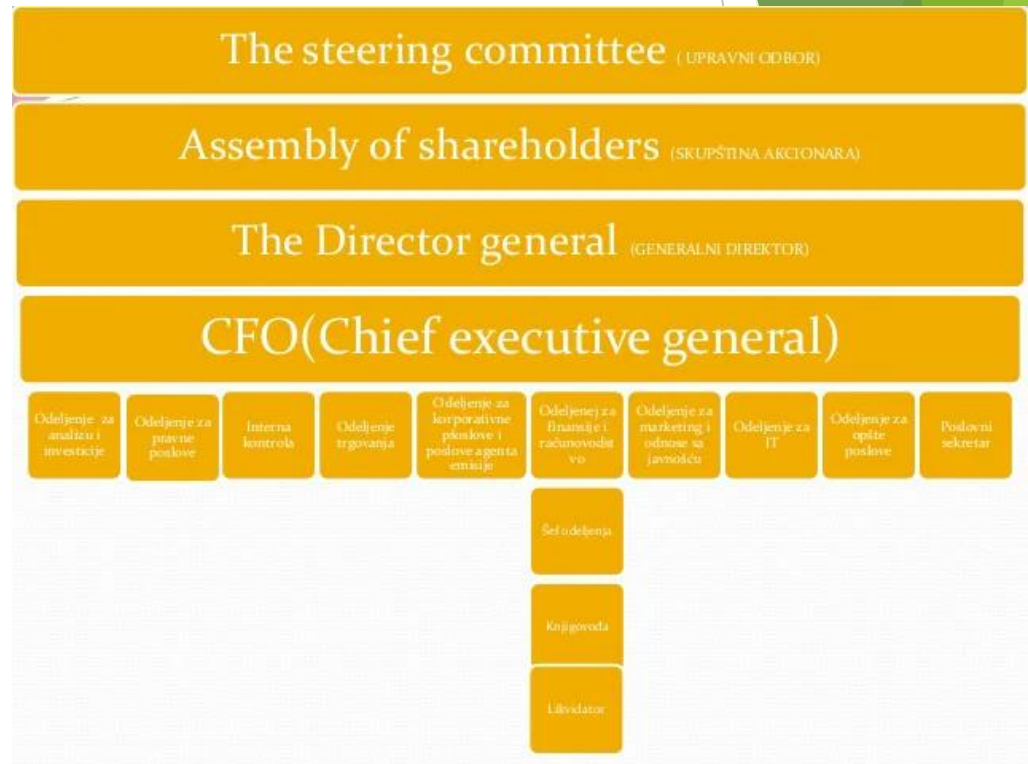 The steering committee ( UPRAVNI ODBOR)
Assembly of shareholders (SKUPŠTINA AKCIONARA)
The Director general (GENERALNI DIREKTOR)
CFO(Chief executive general)
Odeljenje za
analizu i
investicije
Odeljenje za
pravne
poslove
Interna
kontrola
Odeljenje
trgovanja
Odeljenje za
korporativne
poslove i
poslove agenta
emisije
Odeljenej za
finansije i
računovodst
vo
Odeljenje za
marketing i
odnose sa
javnošću
Odeljenje za
IT
Odeljenje za
opšte
poslove
Poslovni
sekretar
Šef odeljenja
Knjigovođa
Likvidator